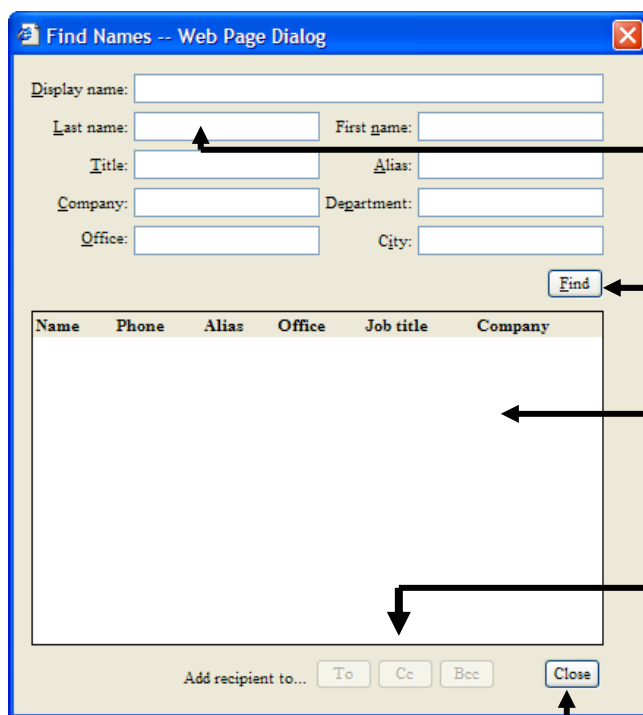 Find Names -- Web Page Dialog
Display name:
Last name: First name:
Title: Alias:
Company: Department:
Office: City:
Find
Name Phone Alias Office Job title Company
Add recipient to... To Cc Bcc Close